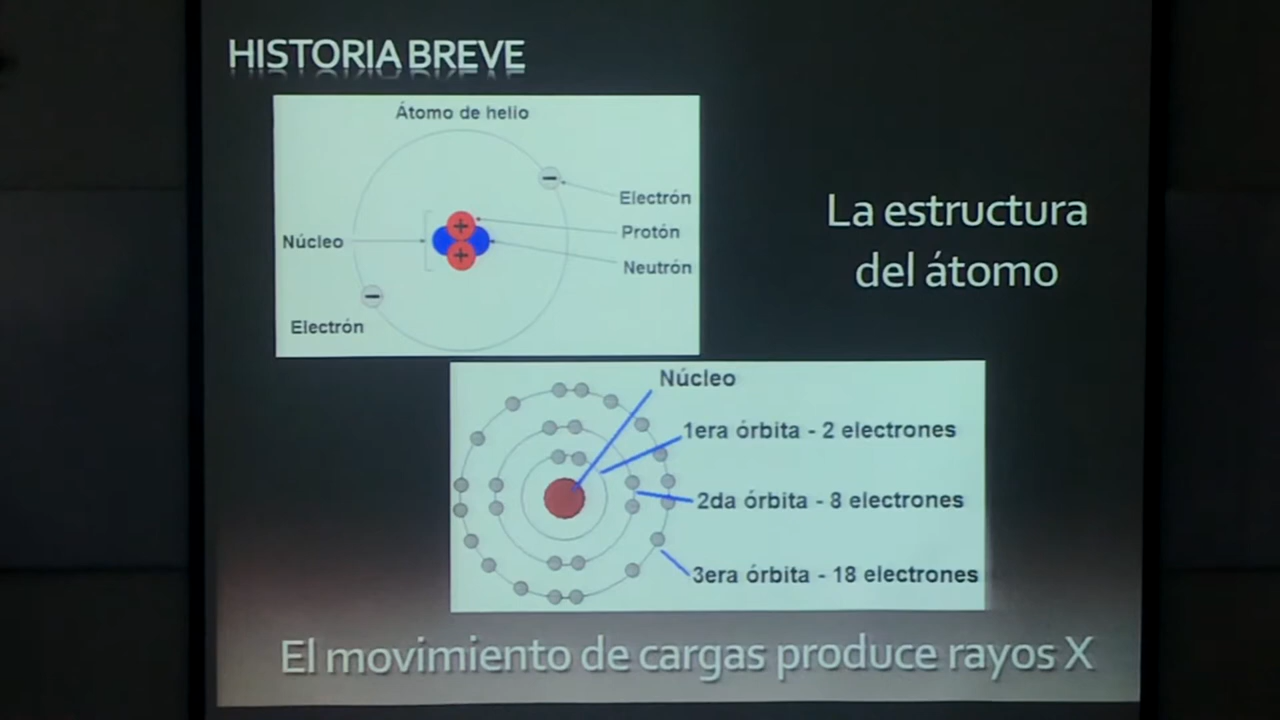 HISTORIA BREVE
Átomo de helio
Electrón
Protón
Núcleo
Neutrón
Electrón
La estructura
del átomo
Núcleo
1era órbita - 2 electrones
2da órbita - 8 electrones
3era órbita - 18 electrones
El movimiento de cargas produce rayos X